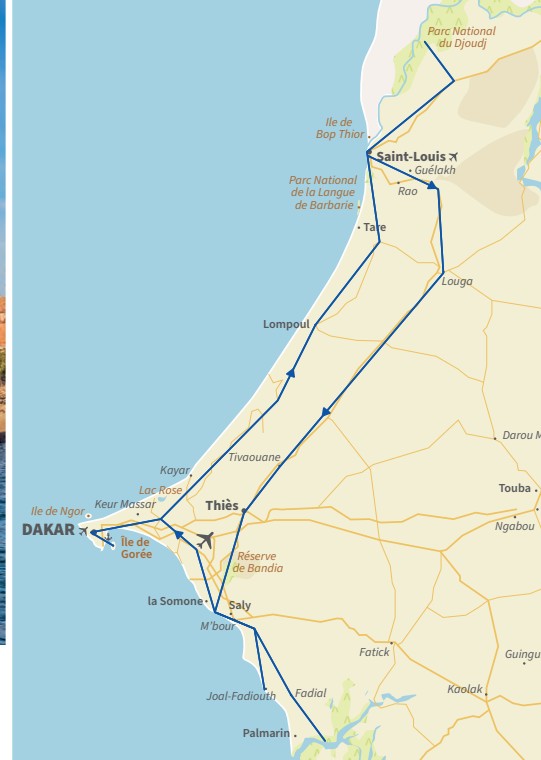 Parc National
du Djoudj
Ile de
Bop Thior
Saint-Louis
Guélakh
Parc National
de la Langue
de Barbarie
Rao
Tare
Louga
Lompoul
Darou M
Tivaouane
Kayar
Touba
Lac Rose
Thiès
Keur Massar
Ile de Ngor
DAKAR
Ngabou
Île de
Gorée
Réserve
de Bandia
la Somone
Saly
M'bour
Fatick
Guingu
Kaolak
Joal-Fadiouth
Fadial
Palmarin